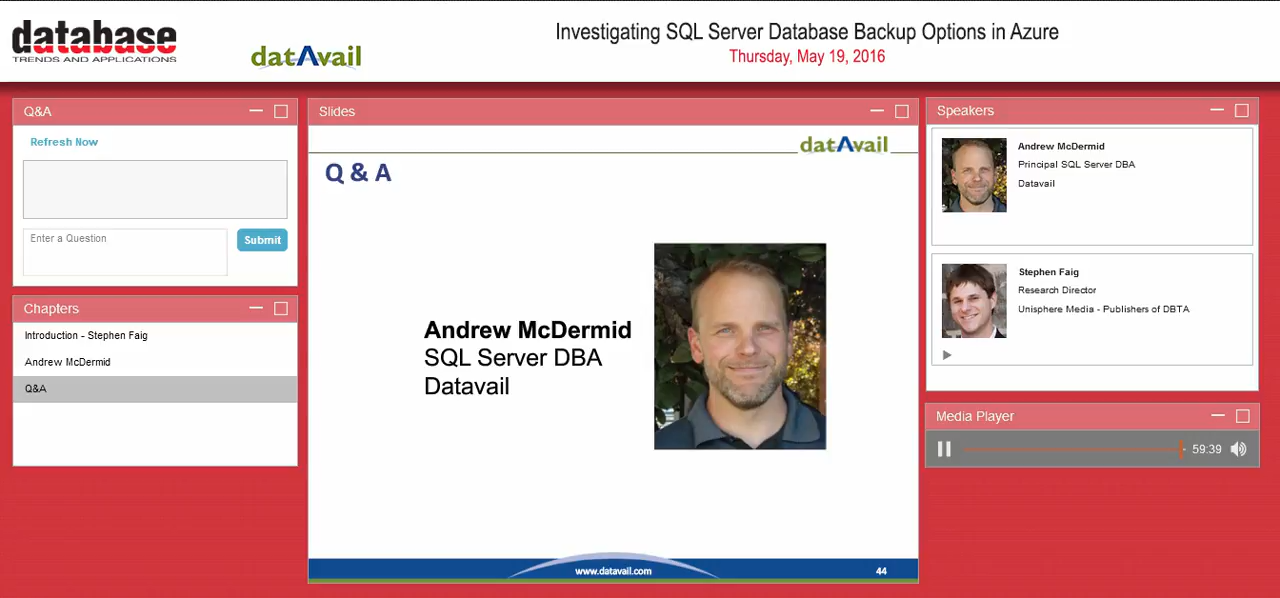 database
TRENDS AND APPLICATIONS
datAvail
Investigating SQL Server Database Backup Options in Azure
Thursday, May 19, 2016
Q&A
Refresh Now
Enter a Question
Submit
Chapters
Introduction - Stephen Faig
Andrew McDermid
Q&A
Slides
datAvail
Q & A
Andrew McDermid
SQL Server DBA
Datavail
www.datavail.com
44
Speakers
Andrew McDermid
Principal SQL Server DBA
Datavail
Stephen Faig
Research Director
Unisphere Media - Publishers of DBTA
Media Player
59:39